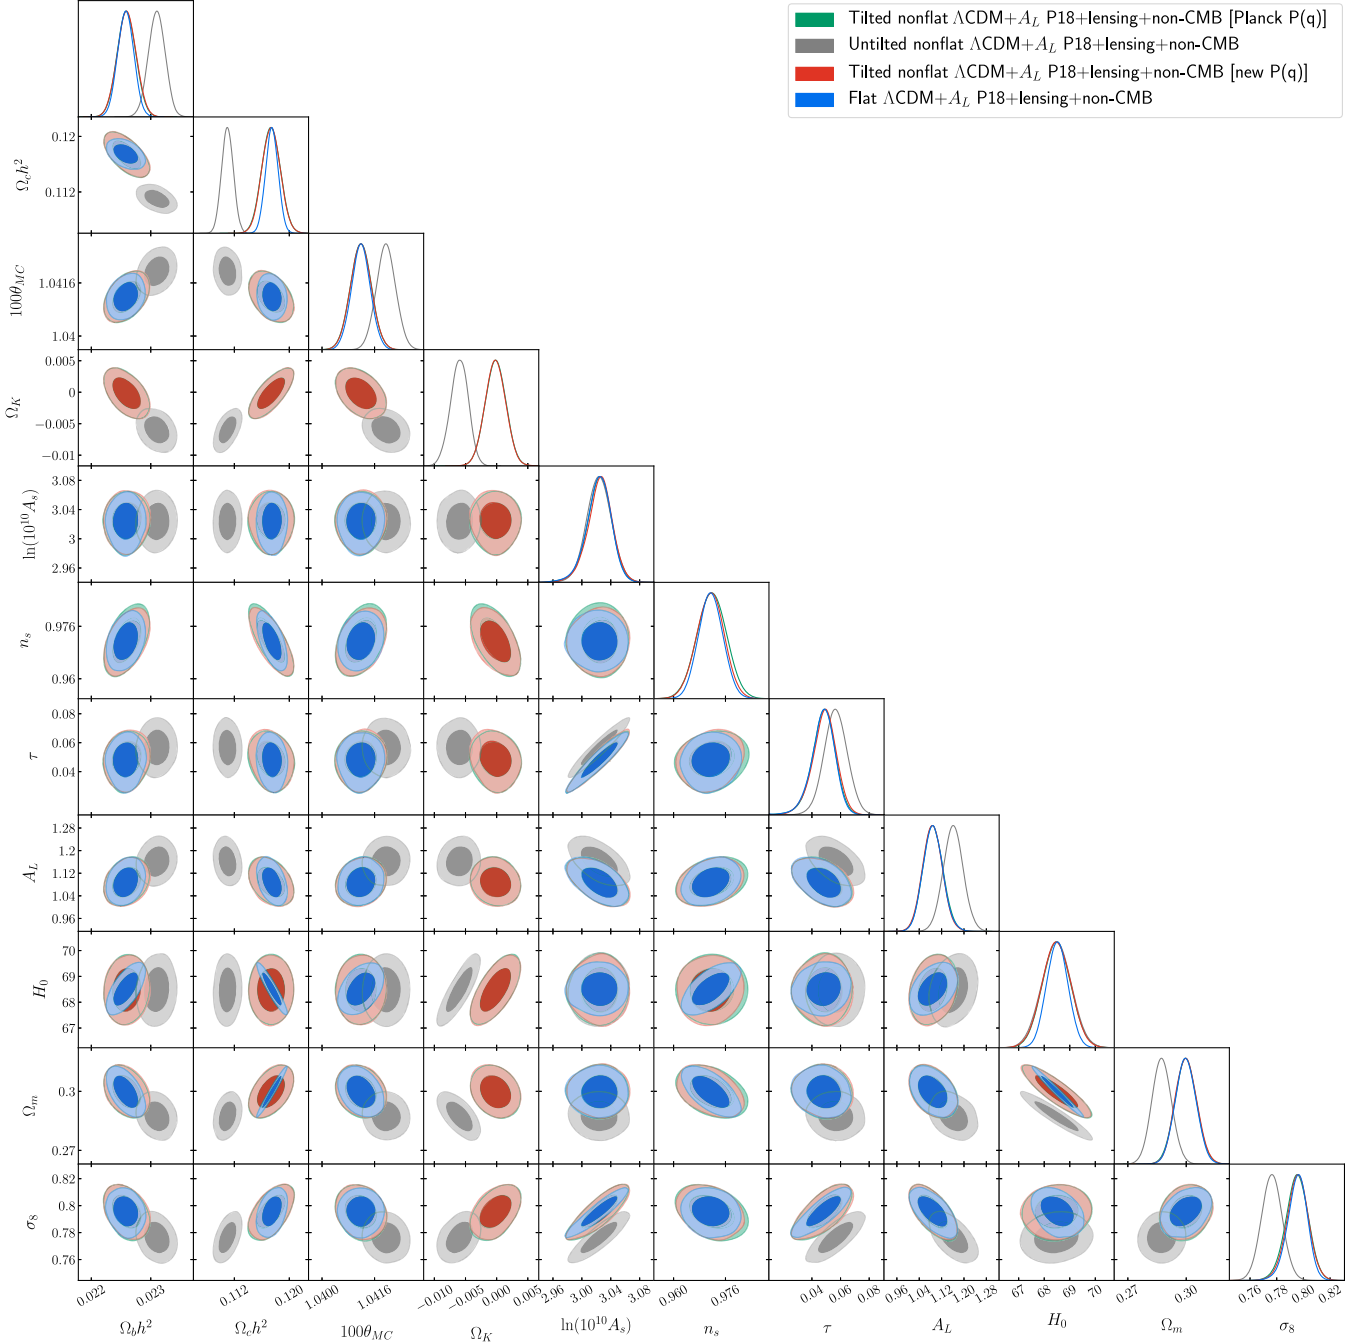 Tilted nonflat ΛCDM+A_L P18+lensing+non-CMB [Planck P(q)]
Untilted nonflat ΛCDM+A_L P18+lensing+non-CMB
Tilted nonflat ΛCDM+A_L P18+lensing+non-CMB [new P(q)]
Flat ΛCDM+A_L P18+lensing+non-CMB
0.12
0.112
Ω_c h²
1.0416
1.04
100θ_MC
0.005
0
−0.005
−0.01
Ω_K
3.08
3.04
3
2.96
ln(10¹⁰A_s)
0.976
0.96
n_s
0.08
0.06
0.04
τ
1.28
1.2
1.12
1.04
0.96
A_L
70
69
68
67
H_0
0.3
0.27
Ω_m
0.82
0.8
0.78
0.76
σ_8
0.022 0.023
0.112 0.120
1.0400 1.0416
−0.010 −0.005 0.000 0.005
2.96 3.00 3.04 3.08
0.960 0.976
0.04 0.06 0.08
0.96 1.04 1.12 1.20 1.28
67 68 69 70
0.27 0.30
0.76 0.78 0.80 0.82
Ω_b h² Ω_c h² 100θ_MC Ω_K ln(10¹⁰A_s) n_s τ A_L H_0 Ω_m σ_8